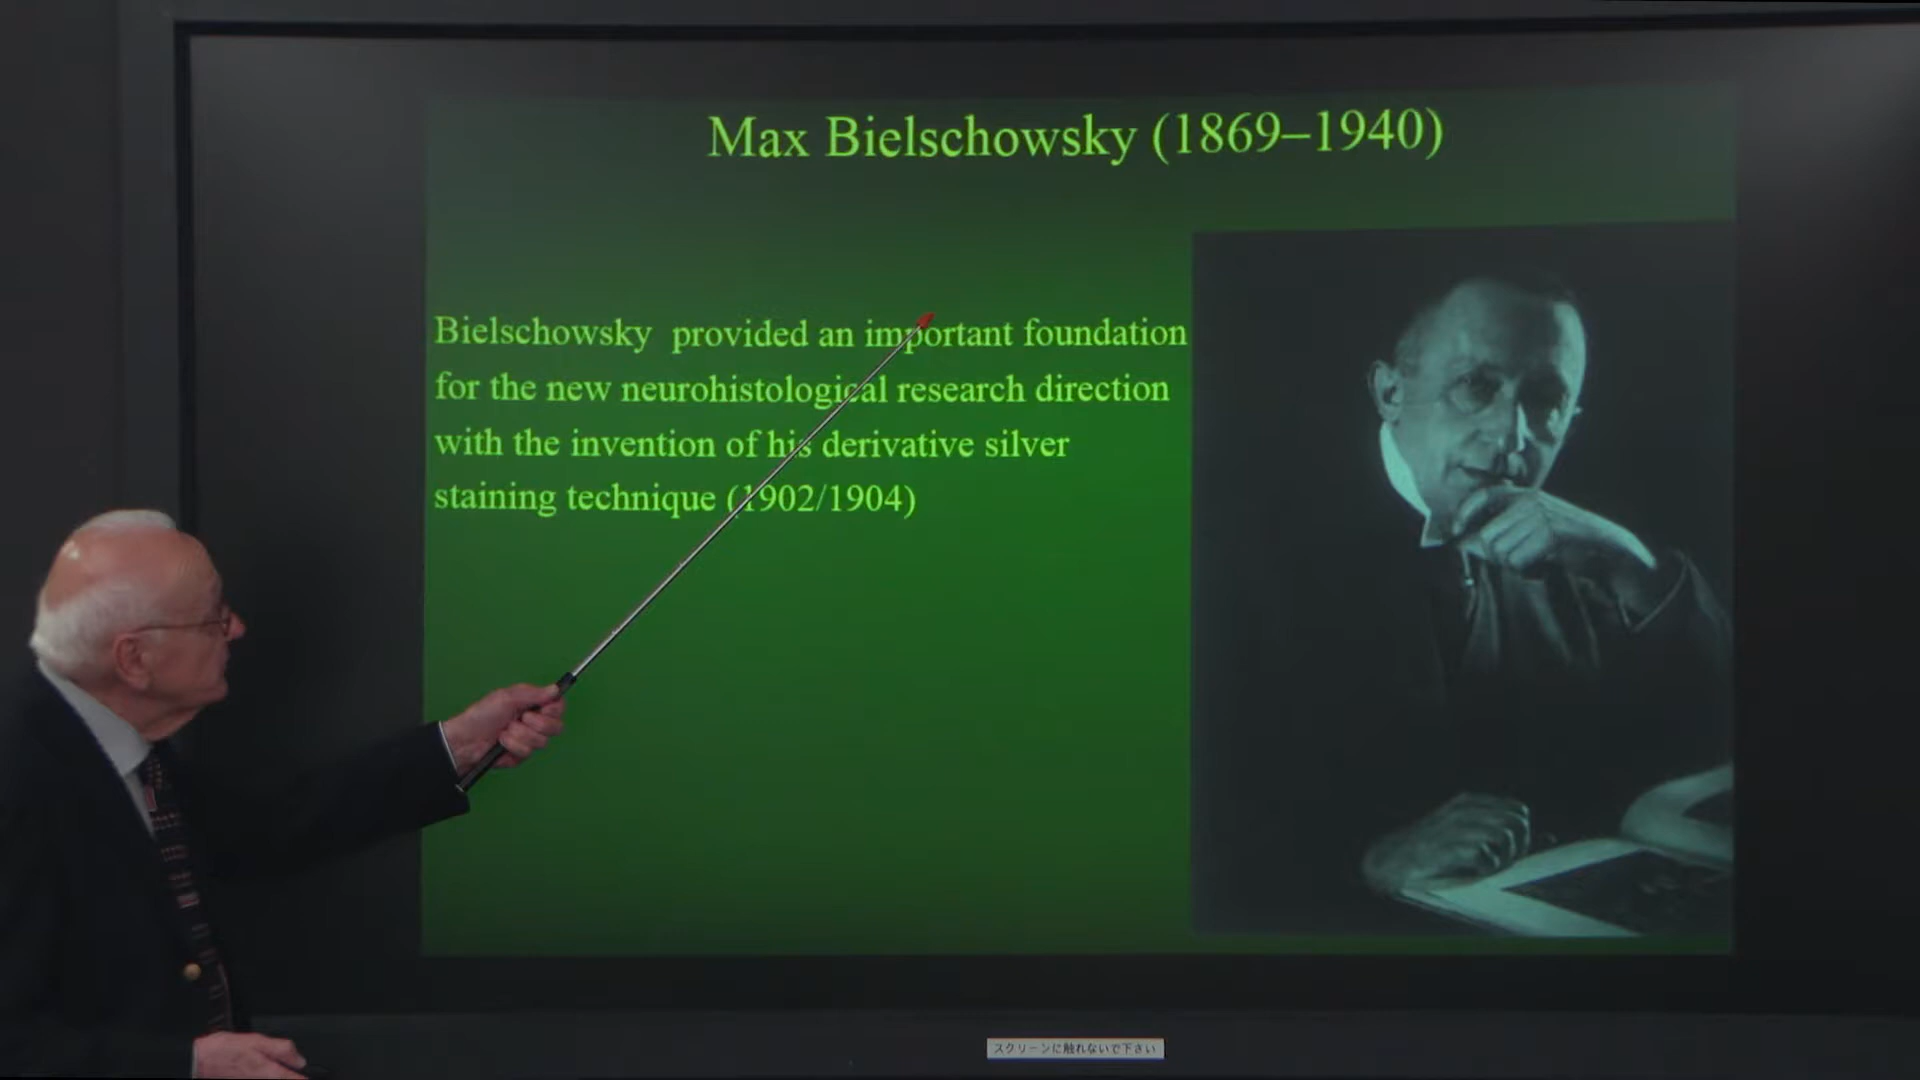 Max Bielschowsky (1869–1940)
Bielschowsky provided an important foundation
for the new neurohistological research direction
with the invention of his derivative silver
staining technique (1902/1904)
スクリーンに触れないで下さい